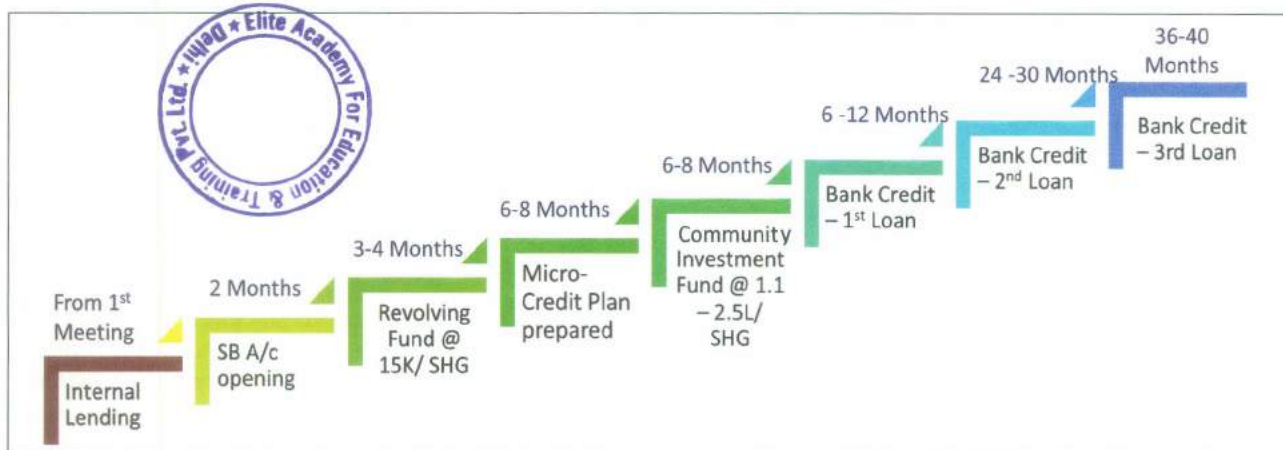 Elite Academy For Education & Training Pvt. Ltd. * Delhi *
From 1st
Meeting
Internal
Lending
2 Months
SB A/c
opening
3-4 Months
Revolving
Fund @
15K/ SHG
6-8 Months
Micro-
Credit Plan
prepared
6-8 Months
Community
Investment
Fund @ 1.1
– 2.5L/
SHG
6 -12 Months
Bank Credit
– 1st Loan
24 -30 Months
Bank Credit
– 2nd Loan
36-40
Months
Bank Credit
– 3rd Loan